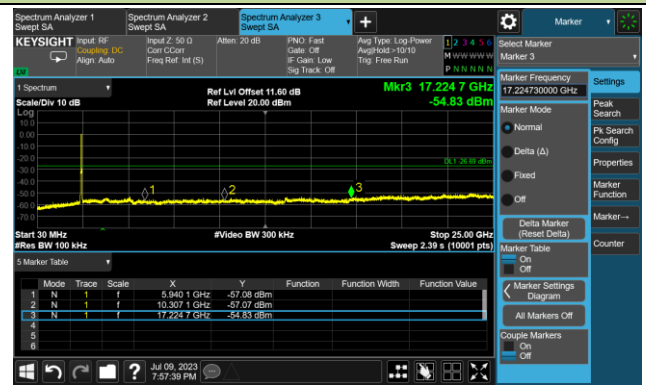 Spectrum Analyzer 1
Swept SA
Spectrum Analyzer 2
Swept SA
Spectrum Analyzer 3
Swept SA
Marker
KEYSIGHT
Input: RF
Coupling: DC
Align: Auto
Input Z: 50 Ω
Corr CCorr
Freq Ref: Int (S)
Atten: 20 dB
PNO: Fast
Gate: Off
IF Gain: Low
Sig Track: Off
Avg Type: Log-Power
Avg|Hold:>10/10
Trig: Free Run
1 2 3 4 5 6
M W W W W W
P N N N N N
LXI
1 Spectrum
Scale/Div 10 dB
Log
Ref Lvl Offset 11.60 dB
Ref Level 20.00 dBm
Mkr3 17.224 7 GHz
-54.83 dBm
10.0
0.00
-10.0
-20.0
-30.0
-40.0
-50.0
-60.0
-70.0
DL1 -26.65 dBm
1
2
3
Start 30 MHz
#Res BW 100 kHz
#Video BW 300 kHz
Stop 25.00 GHz
Sweep 2.39 s (10001 pts)
5 Marker Table
Mode Trace Scale X Y Function Function Width Function Value
1 N 1 f 5.940 1 GHz -57.08 dBm
2 N 1 f 10.307 1 GHz -57.07 dBm
3 N 1 f 17.224 7 GHz -54.83 dBm
4
5
6
Select Marker
Marker 3
Marker Frequency
17.224730000 GHz
Marker Mode
Normal
Delta (Δ)
Fixed
Off
Delta Marker
(Reset Delta)
Marker Table
On
Off
Marker Settings
Diagram
All Markers Off
Couple Markers
On
Off
Settings
Peak
Search
Pk Search
Config
Properties
Marker
Function
Marker→
Counter
?
Jul 09, 2023
7:57:39 PM